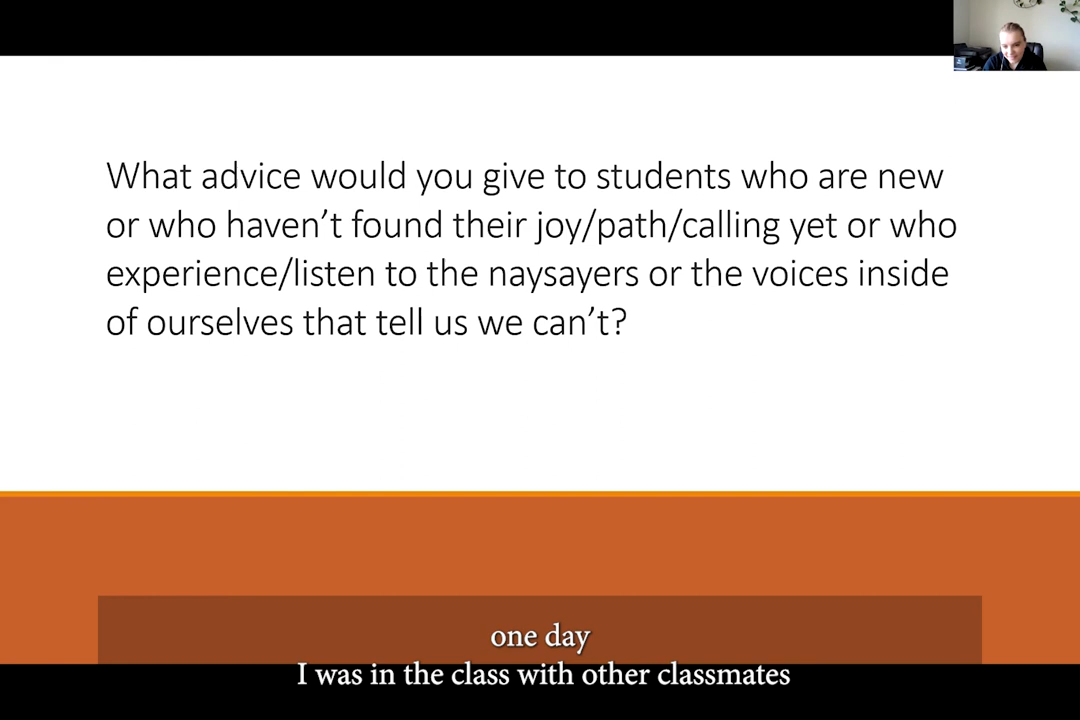 What advice would you give to students who are new
or who haven’t found their joy/path/calling yet or who
experience/listen to the naysayers or the voices inside
of ourselves that tell us we can’t?
one day
I was in the class with other classmates